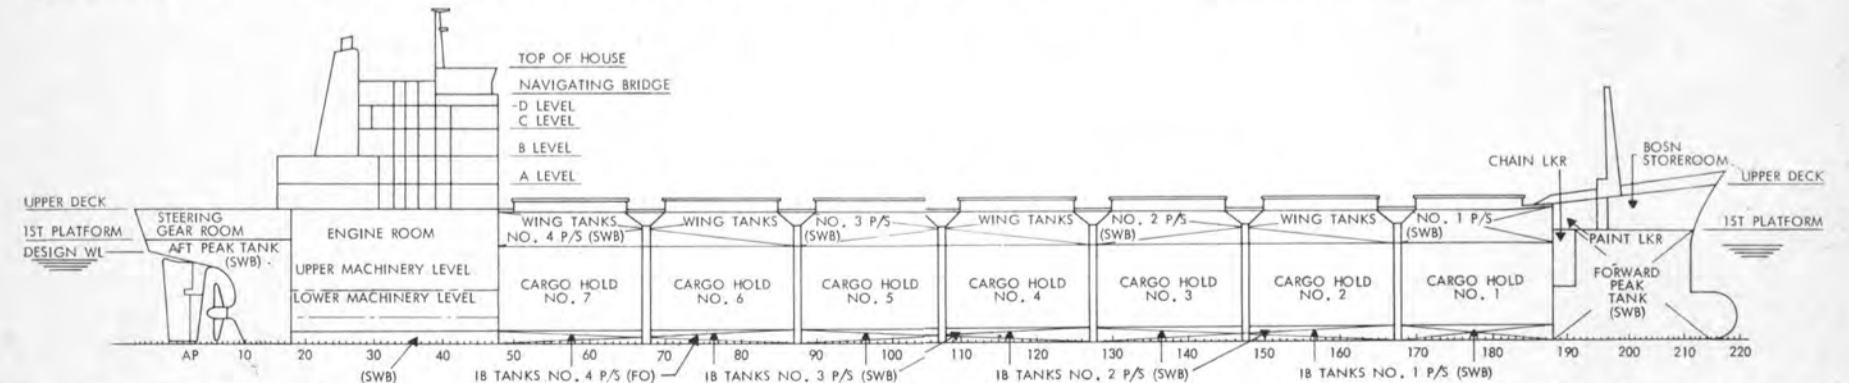 TOP OF HOUSE
NAVIGATING BRIDGE
-D LEVEL
C LEVEL
B LEVEL
A LEVEL
CHAIN LKR
BOSN
STOREROOM
UPPER DECK
UPPER DECK
STEERING
GEAR ROOM
1ST PLATFORM
1ST PLATFORM
DESIGN WL
AFT PEAK TANK
(SWB)
ENGINE ROOM
UPPER MACHINERY LEVEL
LOWER MACHINERY LEVEL
WING TANKS
NO. 4 P/S (SWB)
WING TANKS
NO. 3 P/S
(SWB)
WING TANKS
NO. 2 P/S
(SWB)
WING TANKS
NO. 1 P/S
(SWB)
PAINT LKR
CARGO HOLD
NO. 7
CARGO HOLD
NO. 6
CARGO HOLD
NO. 5
CARGO HOLD
NO. 4
CARGO HOLD
NO. 3
CARGO HOLD
NO. 2
CARGO HOLD
NO. 1
FORWARD
PEAK
TANK
(SWB)
AP 10 20 30 40 50 60 70 80 90 100 110 120 130 140 150 160 170 180 190 200 210 220
(SWB)
IB TANKS NO. 4 P/S (FO)
IB TANKS NO. 3 P/S (SWB)
IB TANKS NO. 2 P/S (SWB)
IB TANKS NO. 1 P/S (SWB)